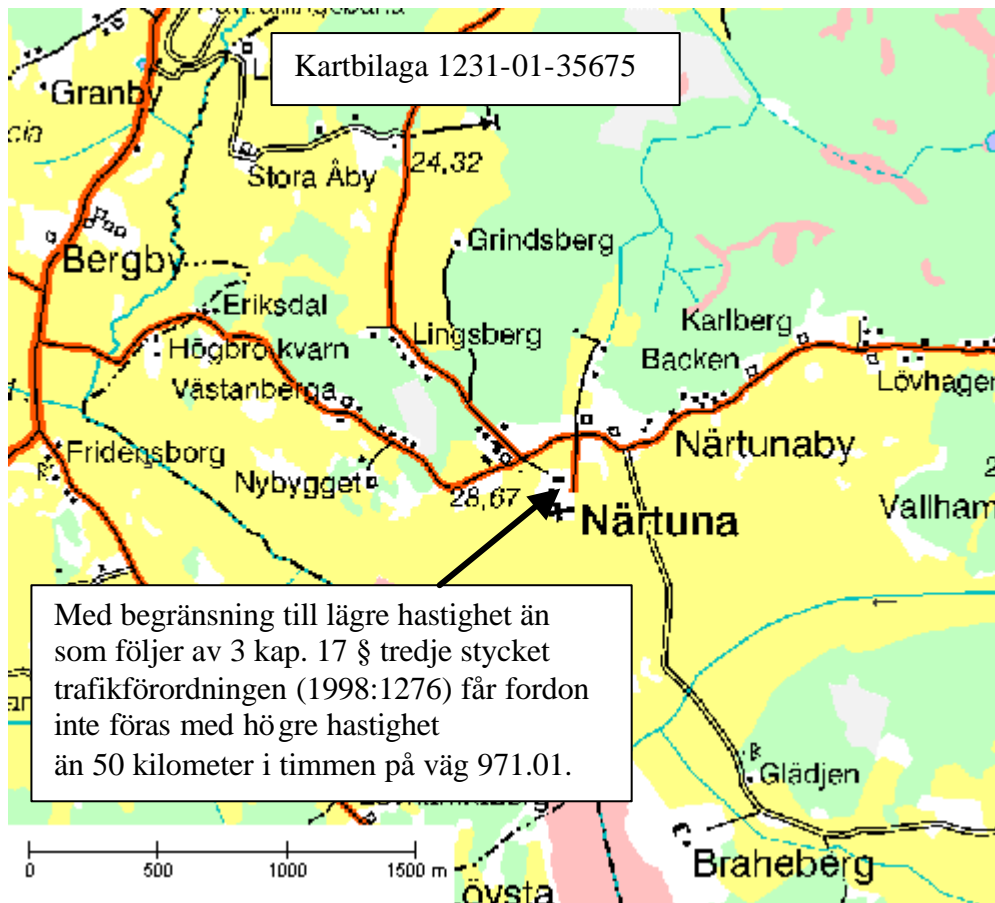 Kartbilaga 1231-01-35675
Granby
Stora Åby
24,32
Grindsberg
Bergby
Eriksdal
Lingsberg
Karlberg
Högbro kvarn
Backen
Västanberga
Lövhagen
Fridensborg
Närtunaby
Nybygget
28,67
Vallham
Närtuna
Med begränsning till lägre hastighet än
som följer av 3 kap. 17 § tredje stycket
trafikförordningen (1998:1276) får fordon
inte föras med högre hastighet
än 50 kilometer i timmen på väg 971.01.
Glädjen
Braheberg
0 500 1000 1500 m
övsta